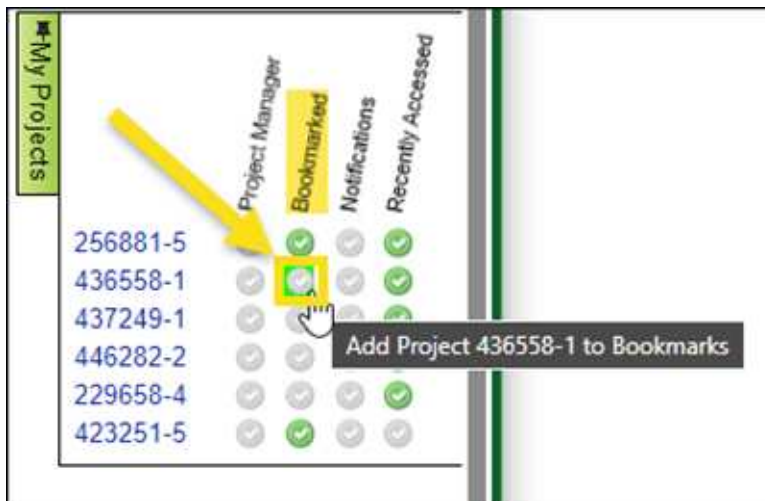 My Projects
Project Manager
Bookmarked
Notifications
Recently Accessed
256881-5
436558-1
437249-1
Add Project 436558-1 to Bookmarks
446282-2
229658-4
423251-5